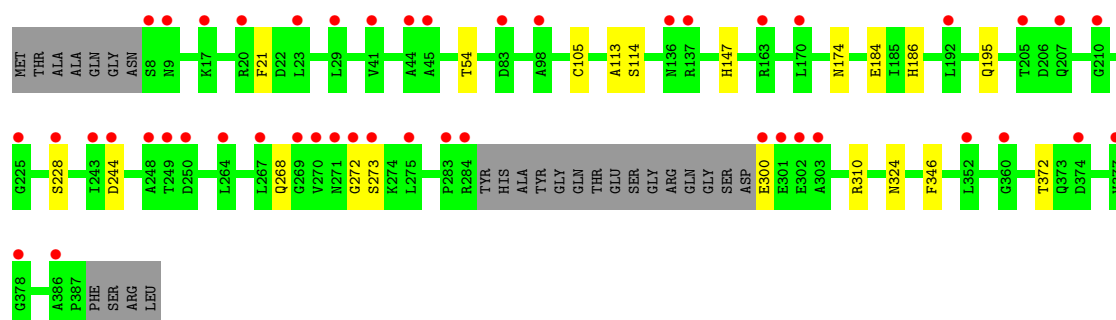 MET THR ALA ALA GLN GLY ASN S8 N9 K17 R20 F21 D22 L23 L29 V41 A44 A45 T54 D83 A98 C105 A113 S114 N136 R137 H147 R163 L170 N174 E184 I185 H186 L192 Q195 T205 D206 Q207 G210
G225 S228 I243 D244 A248 T249 D250 L264 L267 Q268 G269 V270 N271 G272 S273 K274 L275 P283 R284 TYR HIS ALA TYR GLY GLN THR GLU SER GLY ARG GLN GLY SER ASP E300 E301 E302 A303 R310 N324 F346 L352 G360 T372 Q373 D374
G378 A386 P387 PHE SER ARG LEU